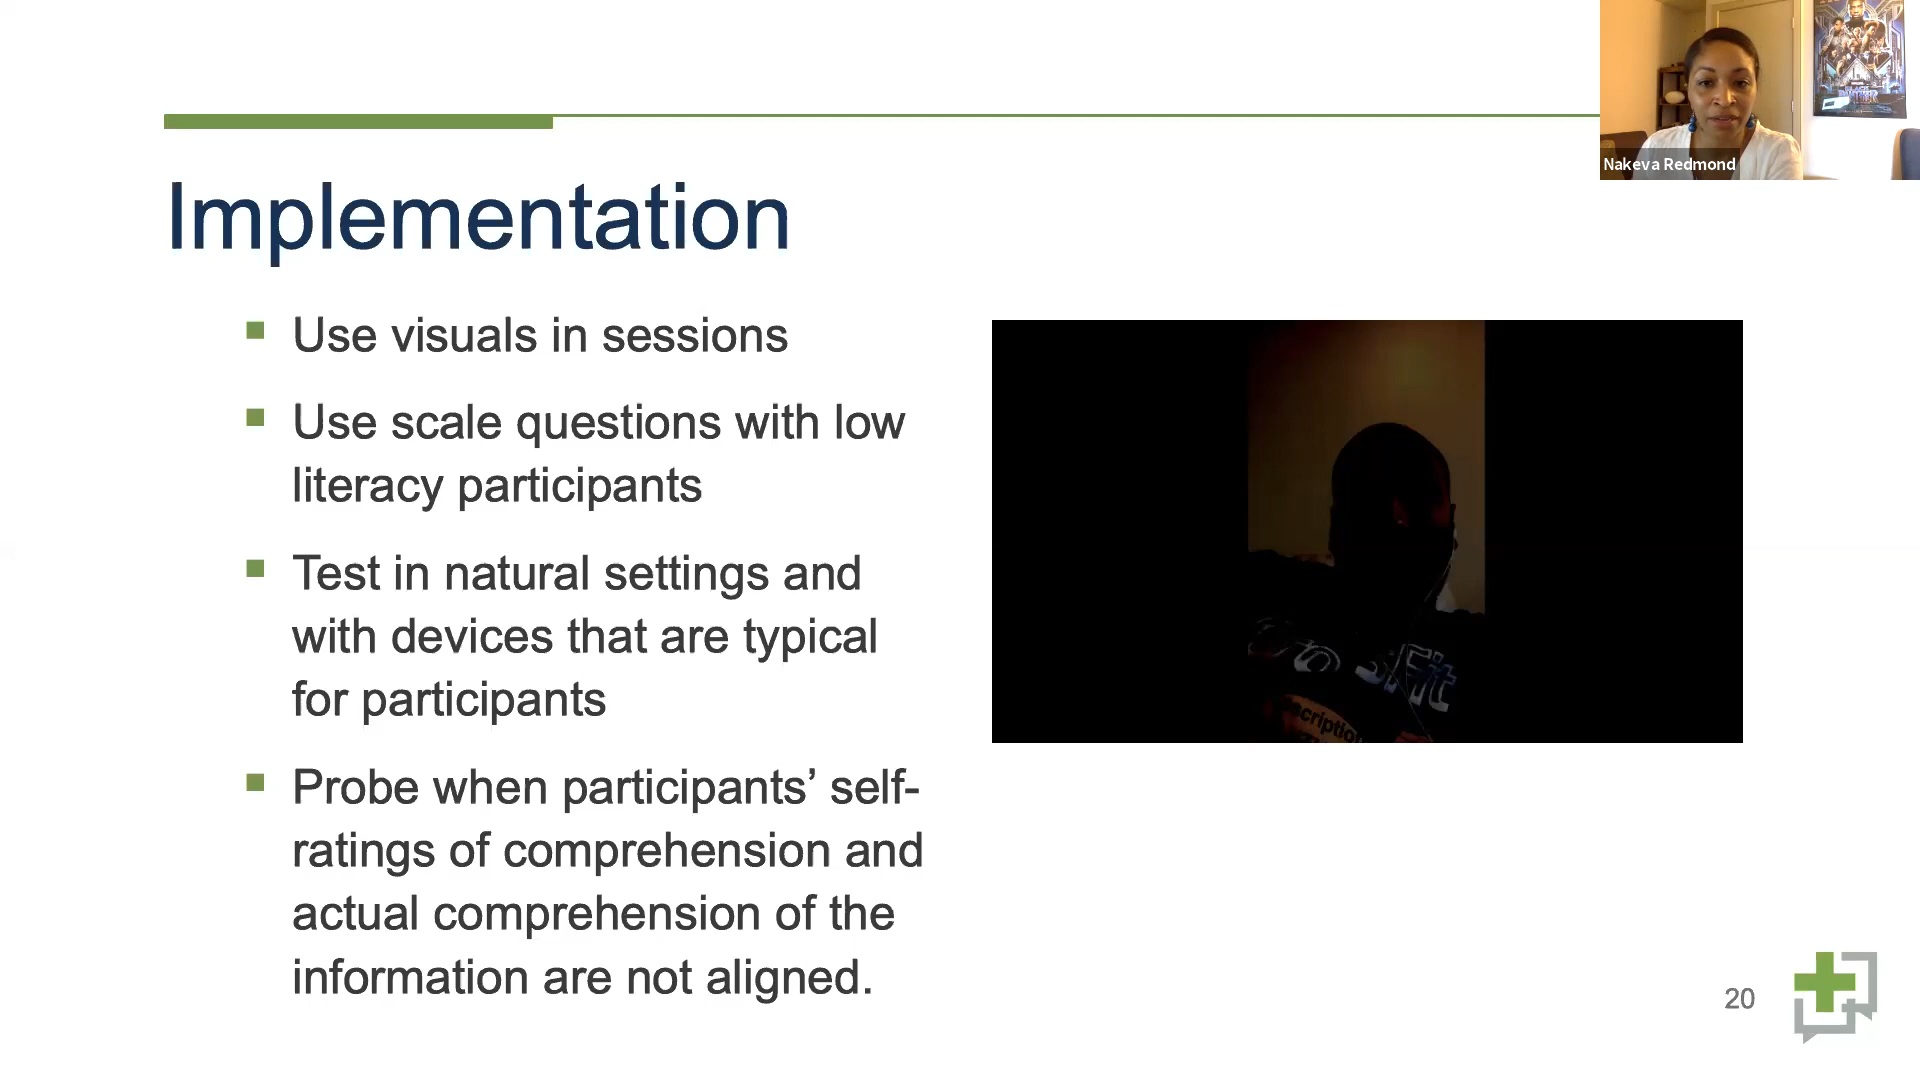 Nakeva Redmond
Implementation
Use visuals in sessions
Use scale questions with low
literacy participants
Test in natural settings and
with devices that are typical
for participants
Probe when participants’ self-
ratings of comprehension and
actual comprehension of the
information are not aligned.
20